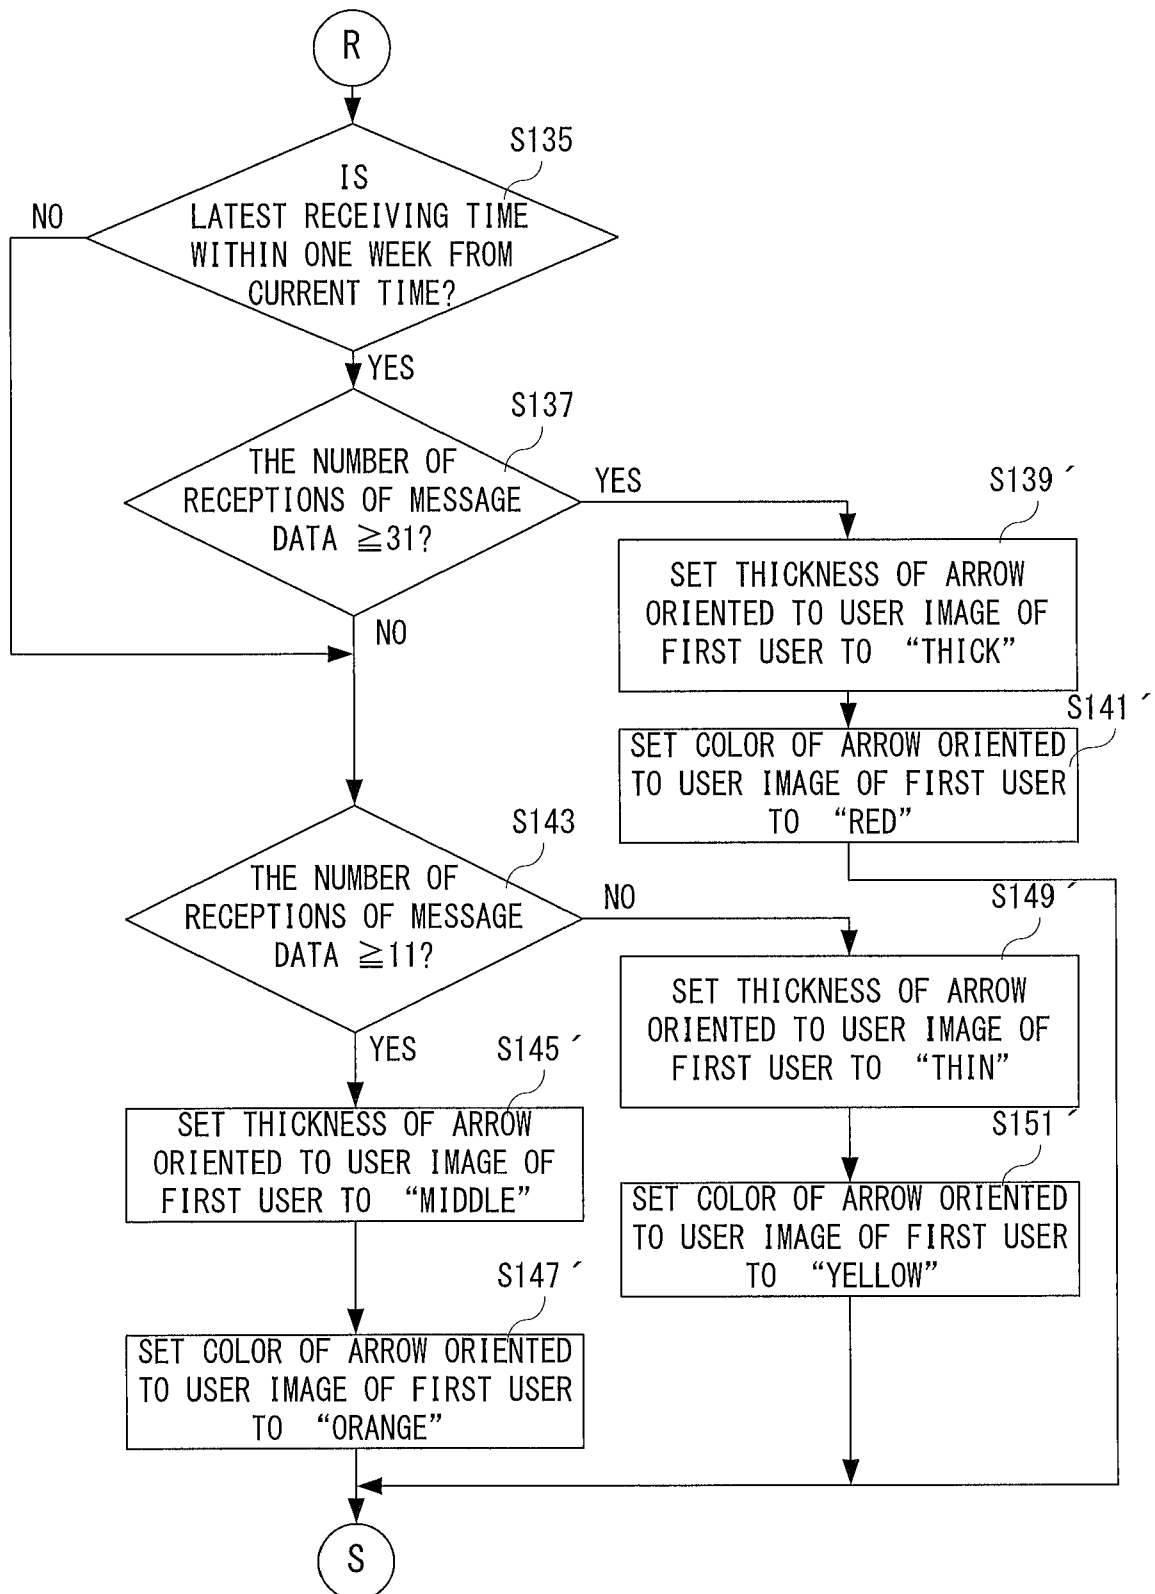 R
S135
IS
LATEST RECEIVING TIME
WITHIN ONE WEEK FROM
CURRENT TIME?
NO
YES
S137
THE NUMBER OF
RECEPTIONS OF MESSAGE
DATA ≧31?
YES
NO
S139´
SET THICKNESS OF ARROW
ORIENTED TO USER IMAGE OF
FIRST USER TO “THICK”
S141´
SET COLOR OF ARROW ORIENTED
TO USER IMAGE OF FIRST USER
TO “RED”
S143
THE NUMBER OF
RECEPTIONS OF MESSAGE
DATA ≧11?
NO
YES
S149´
SET THICKNESS OF ARROW
ORIENTED TO USER IMAGE OF
FIRST USER TO “THIN”
S145´
SET THICKNESS OF ARROW
ORIENTED TO USER IMAGE OF
FIRST USER TO “MIDDLE”
S151´
SET COLOR OF ARROW ORIENTED
TO USER IMAGE OF FIRST USER
TO “YELLOW”
S147´
SET COLOR OF ARROW ORIENTED
TO USER IMAGE OF FIRST USER
TO “ORANGE”
S